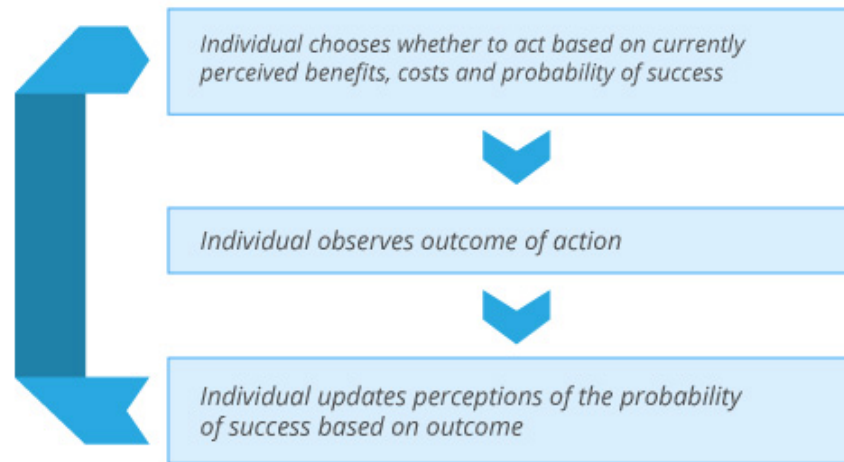 Individual chooses whether to act based on currently
perceived benefits, costs and probability of success
Individual observes outcome of action
Individual updates perceptions of the probability
of success based on outcome